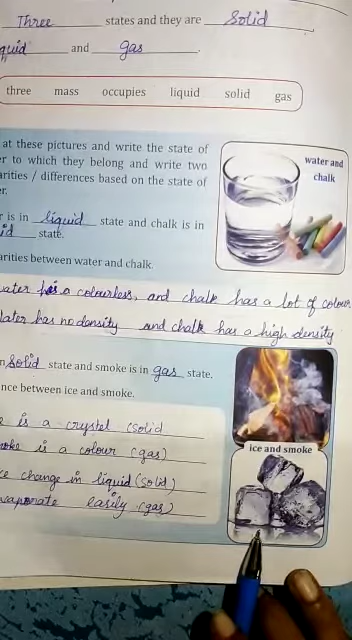 Three states and they are Solid
quid and gas.
three mass occupies liquid solid gas
at these pictures and write the state of
er to which they belong and write two
arities / differences based on the state of
er.
water and
chalk
r is in liquid state and chalk is in
id state.
arities between water and chalk.
ater has a colourless, and chalk has a lot of colour
later has no density and chalk has a high density
n solid state and smoke is in gas state.
nce between ice and smoke.
e is a crystal (solid
moke is a colour (gas)
ice and smoke
ce change in liquid (solid)
vaporate easily (gas)